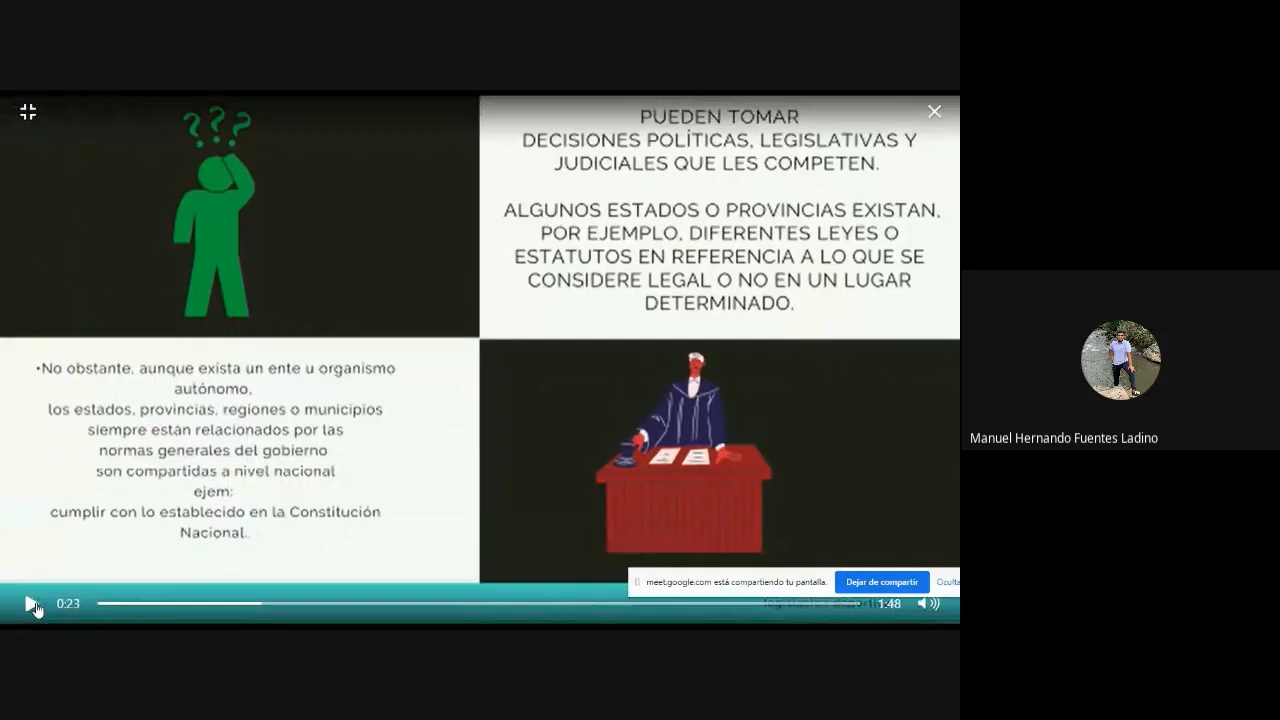 ???
PUEDEN TOMAR
DECISIONES POLÍTICAS, LEGISLATIVAS Y
JUDICIALES QUE LES COMPETEN.
ALGUNOS ESTADOS O PROVINCIAS EXISTAN,
POR EJEMPLO, DIFERENTES LEYES O
ESTATUTOS EN REFERENCIA A LO QUE SE
CONSIDERE LEGAL O NO EN UN LUGAR
DETERMINADO.
•No obstante, aunque exista un ente u organismo
autónomo,
los estados, provincias, regiones o municipios
siempre están relacionados por las
normas generales del gobierno
son compartidas a nivel nacional
ejem:
cumplir con lo establecido en la Constitución
Nacional.
meet.google.com está compartiendo tu pantalla.
Dejar de compartir
Oculta
0:23
1:48
Manuel Hernando Fuentes Ladino